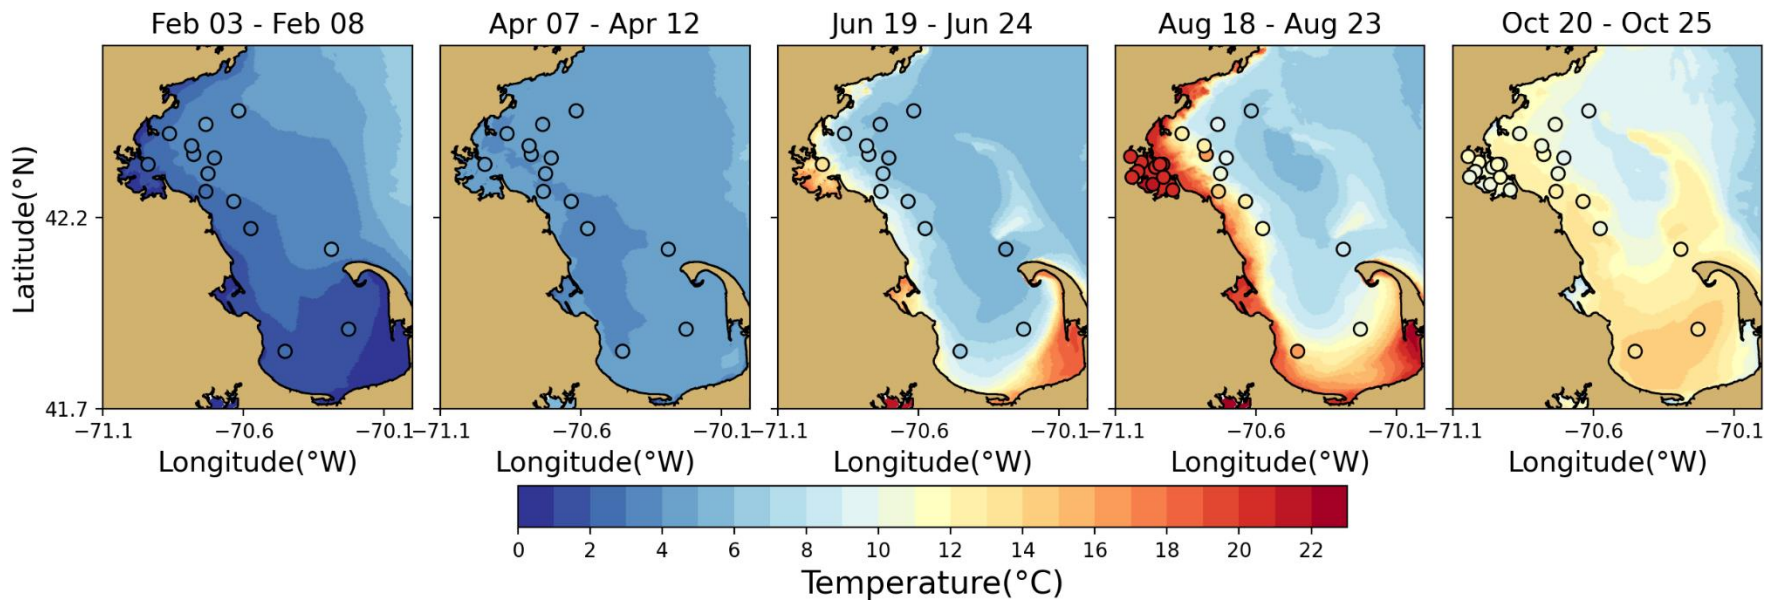 Feb 03 - Feb 08 Apr 07 - Apr 12 Jun 19 - Jun 24 Aug 18 - Aug 23 Oct 20 - Oct 25
Latitude(°N)
42.2
41.7
−71.1 −70.6 −70.1 −71.1 −70.6 −70.1 −71.1 −70.6 −70.1 −71.1 −70.6 −70.1 −71.1 −70.6 −70.1
Longitude(°W) Longitude(°W) Longitude(°W) Longitude(°W) Longitude(°W)
0 2 4 6 8 10 12 14 16 18 20 22
Temperature(°C)